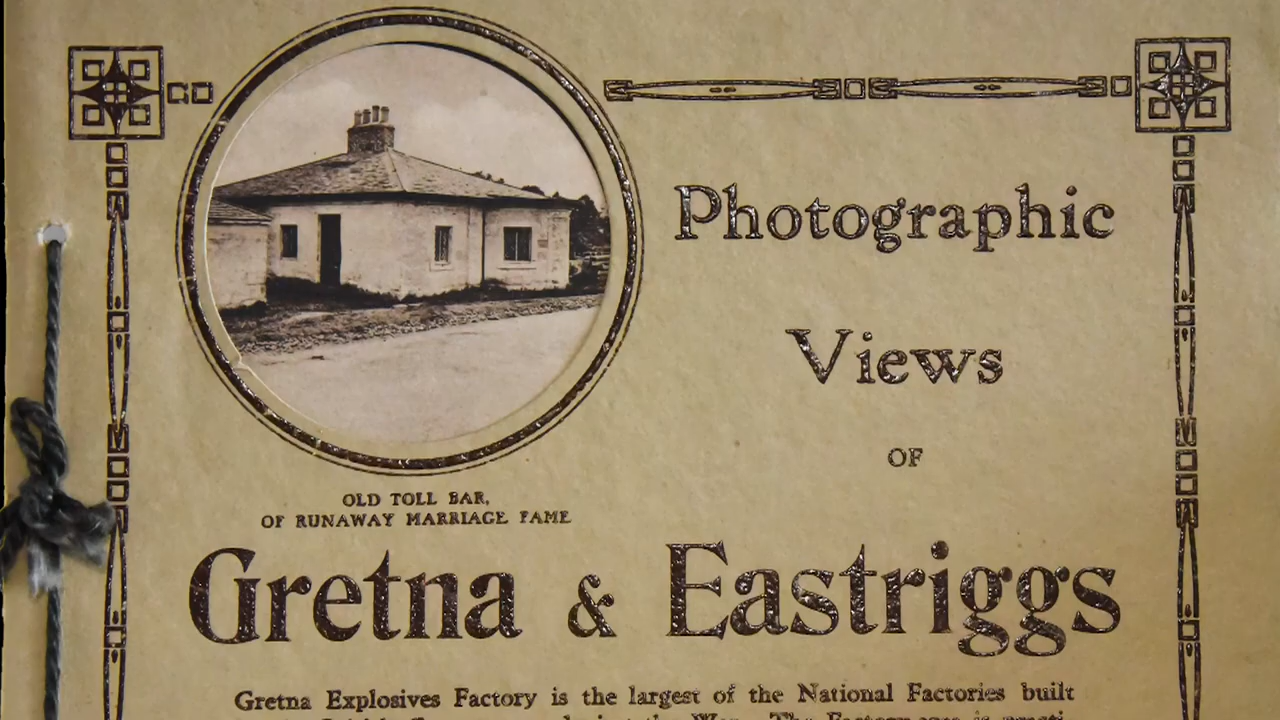 Photographic
Views
OF
OLD TOLL BAR,
OF RUNAWAY MARRIAGE FAME
Gretna & Eastriggs
Gretna Explosives Factory is the largest of the National Factories built